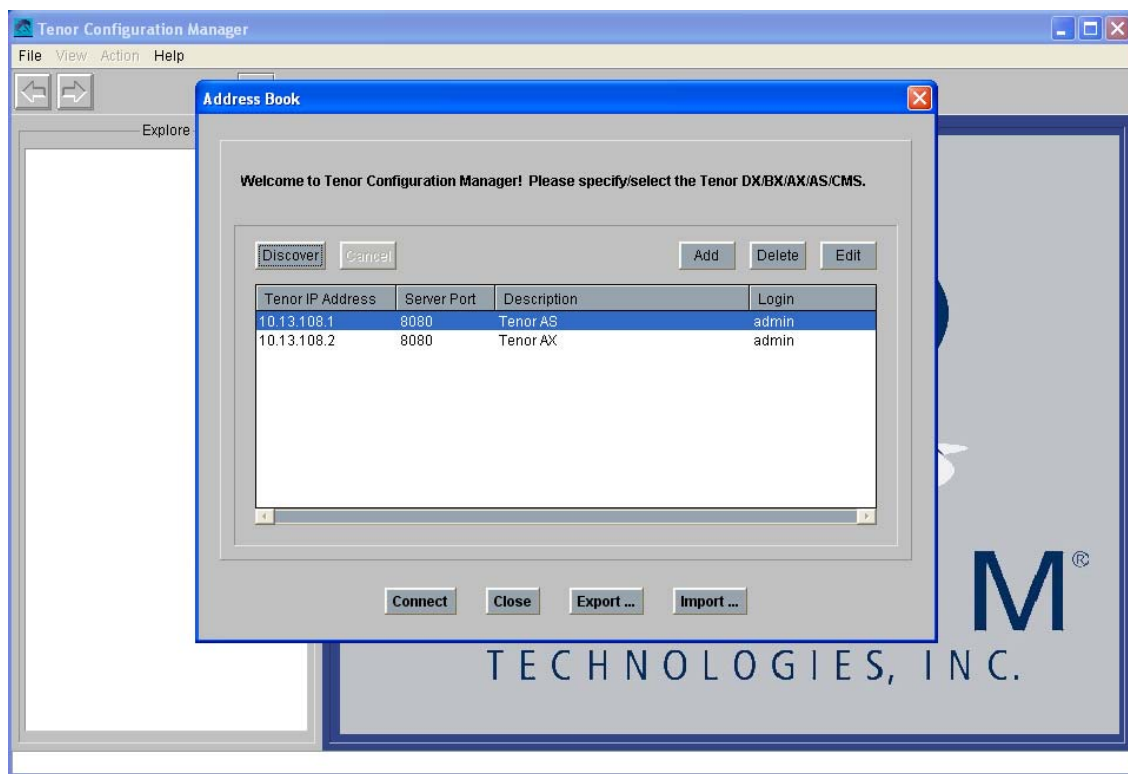 Tenor Configuration Manager
File View Action Help
Address Book
Explore
Welcome to Tenor Configuration Manager! Please specify/select the Tenor DX/BX/AX/AS/CMS.
Discover Cancel Add Delete Edit
Tenor IP Address Server Port Description Login
10.13.108.1 8080 Tenor AS admin
10.13.108.2 8080 Tenor AX admin
Connect Close Export ... Import ...
M®
TECHNOLOGIES, INC.